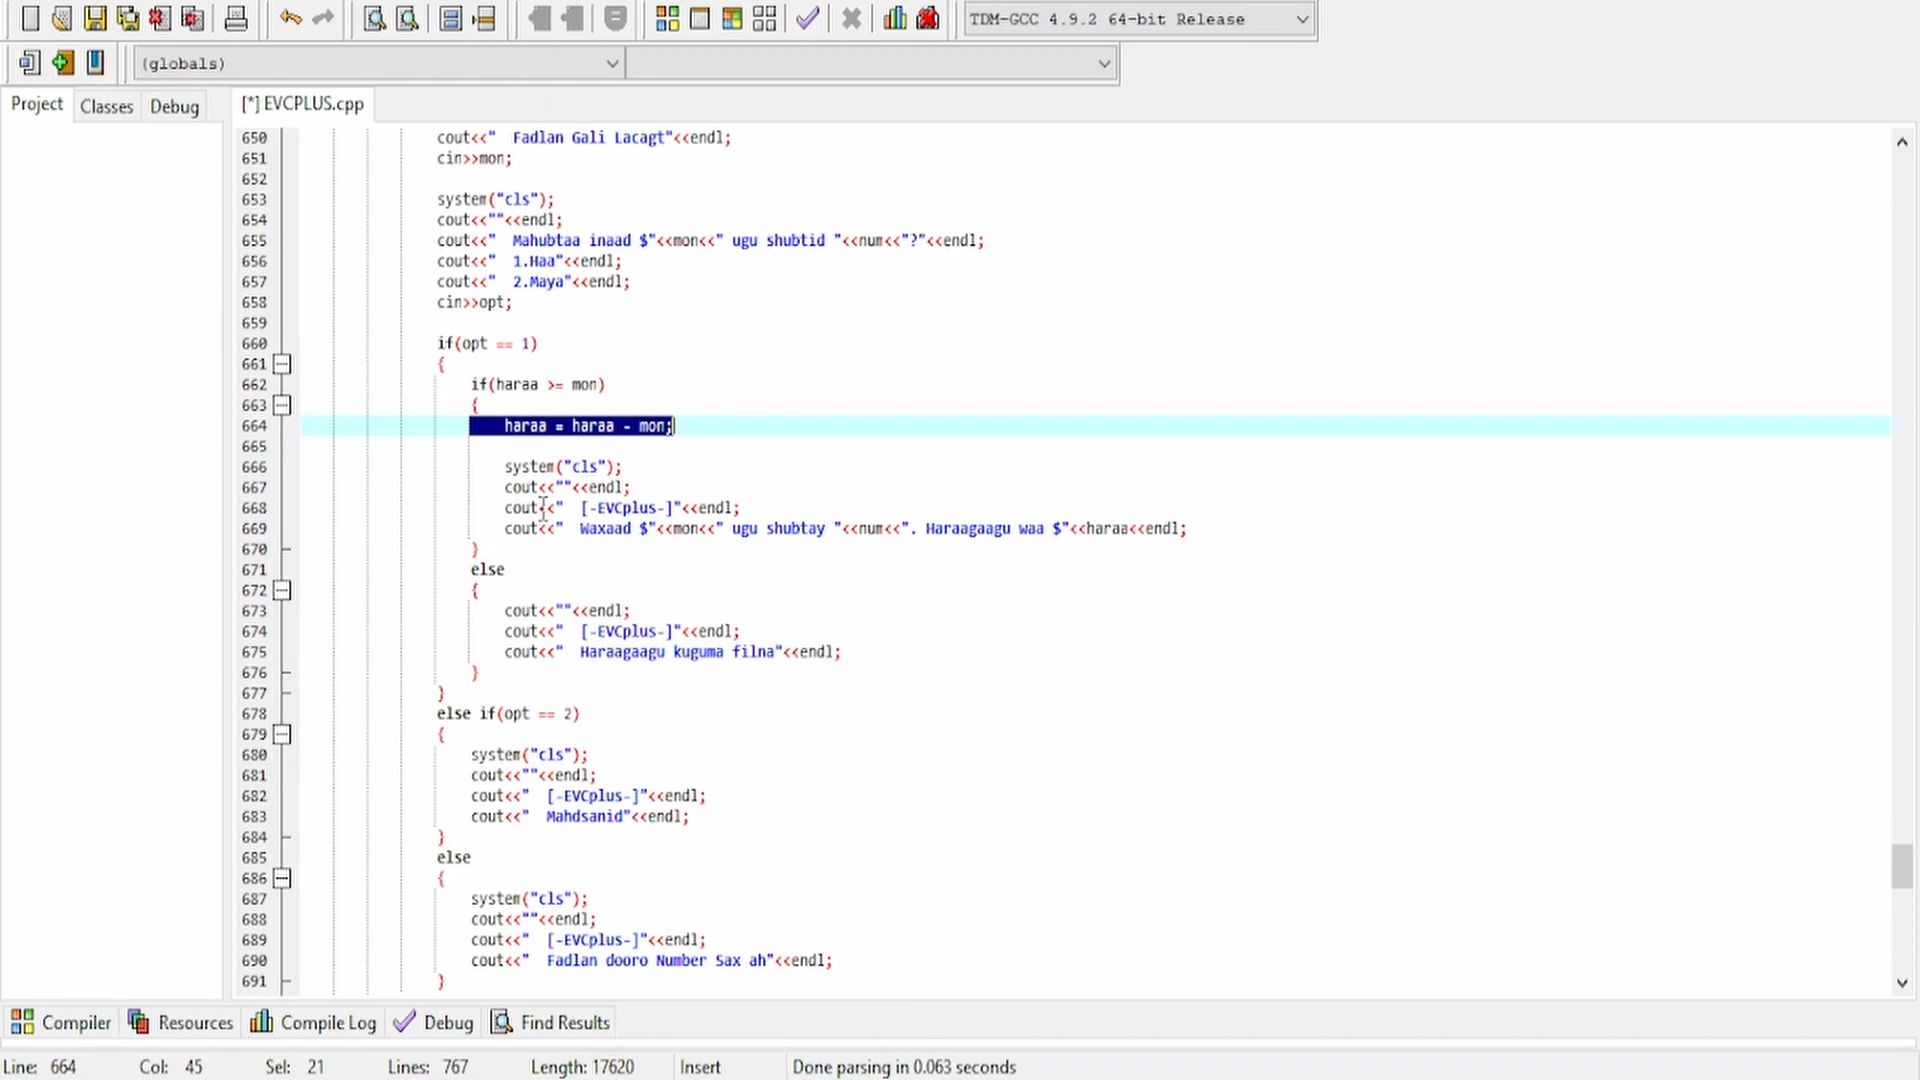 TDM-GCC 4.9.2 64-bit Release
(globals)
Project Classes Debug [*] EVCPLUS.cpp
650 cout<<"  Fadlan Gali Lacagt"<<endl;
651 cin>>mon;
652
653 system("cls");
654 cout<<""<<endl;
655 cout<<"  Mahubtaa inaad $"<<mon<<" ugu shubtid "<<num<<"?"<<endl;
656 cout<<"  1.Haa"<<endl;
657 cout<<"  2.Maya"<<endl;
658 cin>>opt;
659
660 if(opt == 1)
661 {
662 if(haraa >= mon)
663 {
664 haraa = haraa - mon;
665
666 system("cls");
667 cout<<""<<endl;
668 cout<<"  [-EVCplus-]"<<endl;
669 cout<<"  Waxaad $"<<mon<<" ugu shubtay "<<num<<". Haraagaagu waa $"<<haraa<<endl;
670 }
671 else
672 {
673 cout<<""<<endl;
674 cout<<"  [-EVCplus-]"<<endl;
675 cout<<"  Haraagaagu kuguma filna"<<endl;
676 }
677 }
678 else if(opt == 2)
679 {
680 system("cls");
681 cout<<""<<endl;
682 cout<<"  [-EVCplus-]"<<endl;
683 cout<<"  Mahdsanid"<<endl;
684 }
685 else
686 {
687 system("cls");
688 cout<<""<<endl;
689 cout<<"  [-EVCplus-]"<<endl;
690 cout<<"  Fadlan dooro Number Sax ah"<<endl;
691 }
Compiler Resources Compile Log Debug Find Results
Line: 664 Col: 45 Sel: 21 Lines: 767 Length: 17620 Insert Done parsing in 0.063 seconds